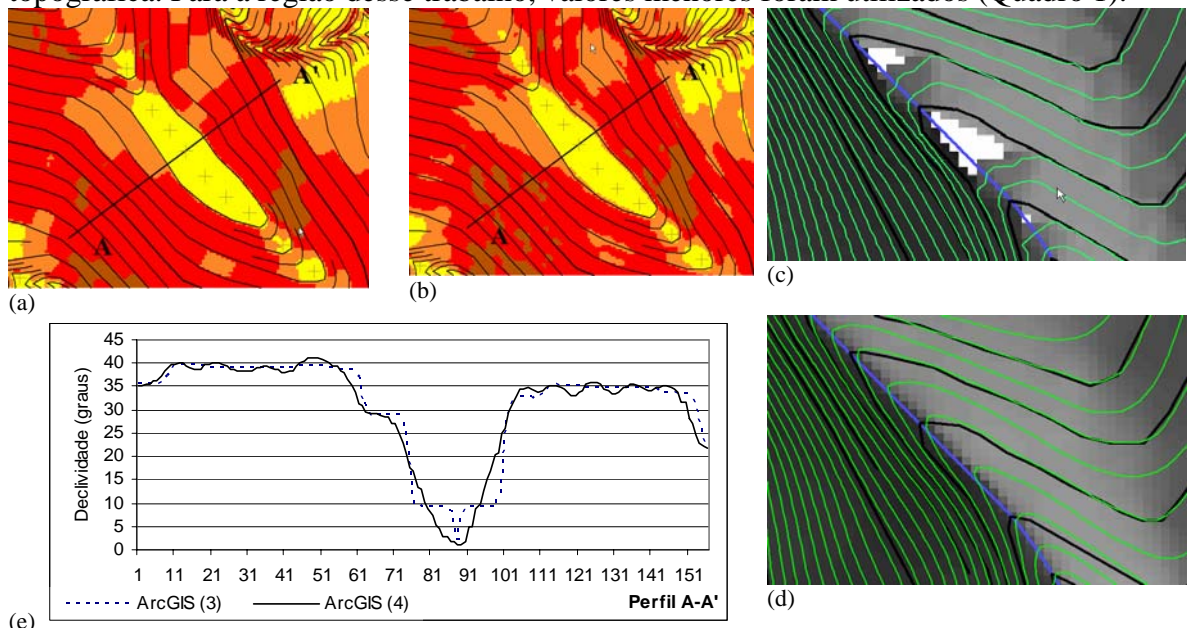 topográfica. Para a região desse trabalho, valores menores foram utilizados (Quadro 1).
A'
A
A'
A
(a)
(b)
(c)
Declividade (graus)
45
40
35
30
25
20
15
10
5
0
1 11 21 31 41 51 61 71 81 91 101 111 121 131 141 151
ArcGIS (3) ArcGIS (4) Perfil A-A'
(e)
(d)